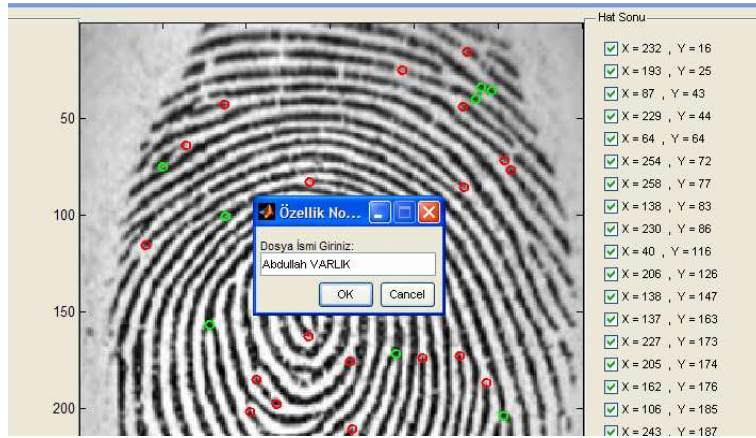 Hat Sonu
X = 232 , Y = 16
X = 193 , Y = 25
X = 87 , Y = 43
X = 229 , Y = 44
X = 64 , Y = 64
X = 254 , Y = 72
X = 258 , Y = 77
X = 138 , Y = 83
X = 230 , Y = 86
X = 40 , Y = 116
X = 206 , Y = 126
X = 138 , Y = 147
X = 137 , Y = 163
X = 227 , Y = 173
X = 205 , Y = 174
X = 162 , Y = 176
X = 106 , Y = 185
X = 243 , Y = 187
50
100
150
200
Özellik No...
Dosya İsmi Giriniz:
Abdullah VARLIK
OK Cancel